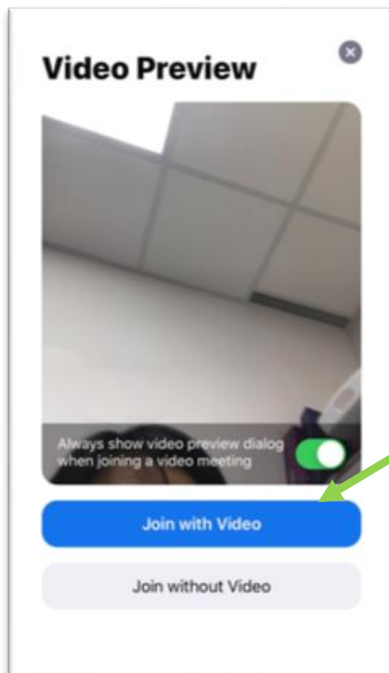 Video Preview
Always show video preview dialog
when joining a video meeting
Join with Video
Join without Video